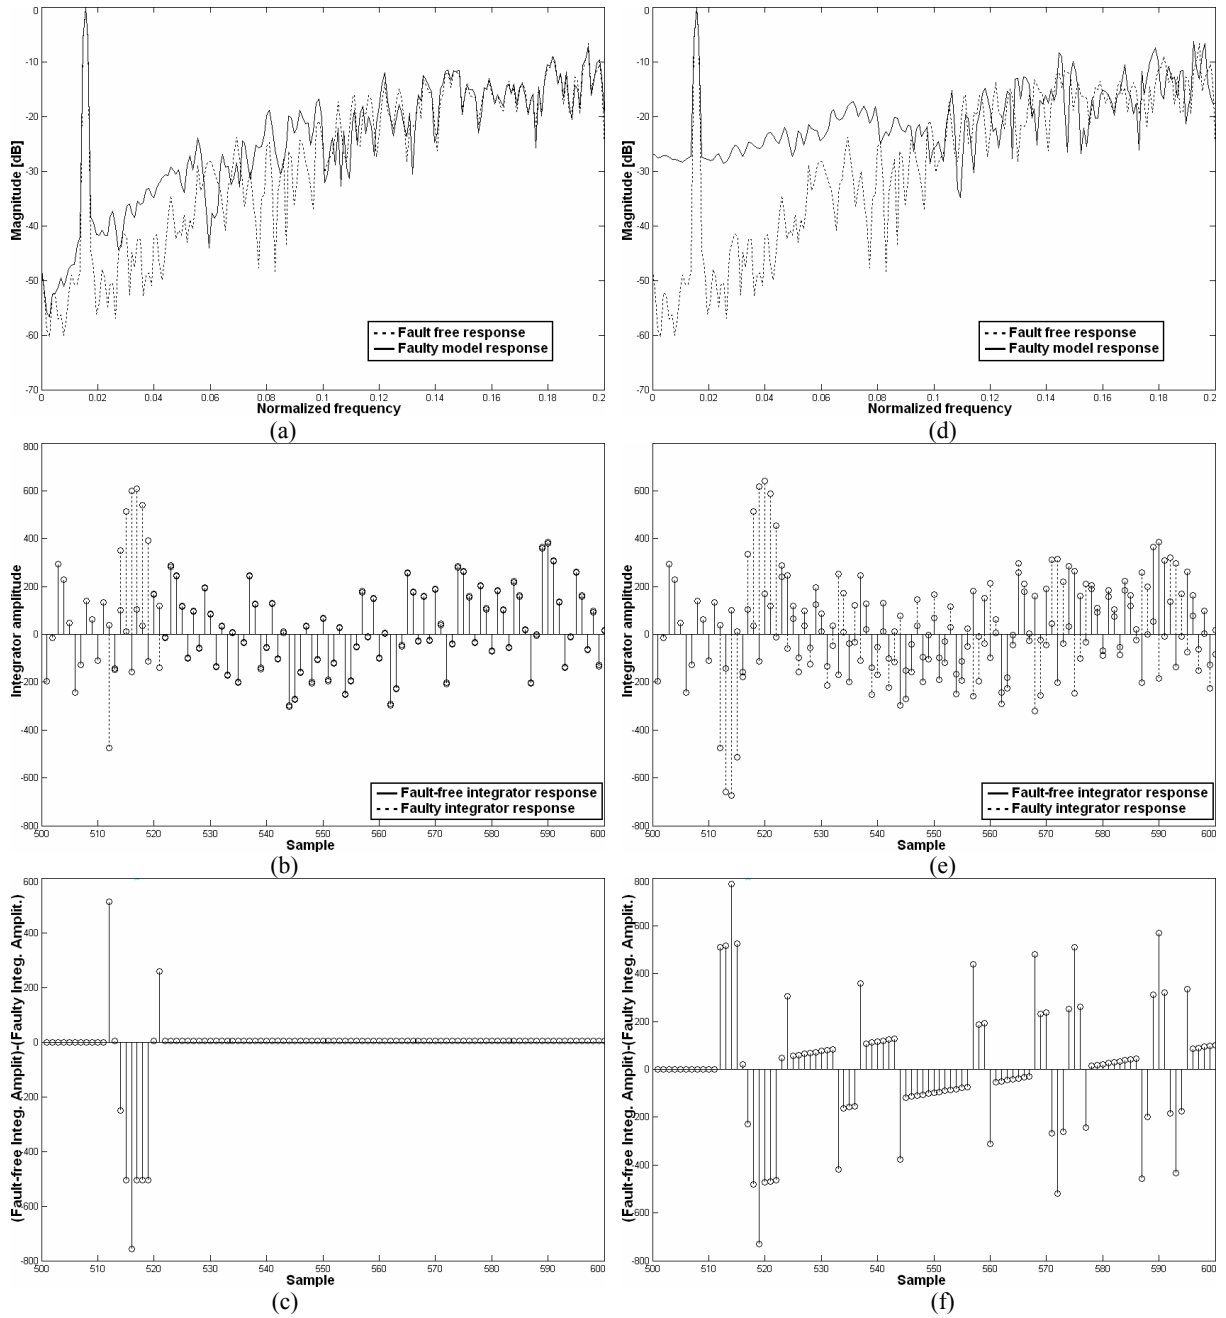 0
-10
-20
-30
-40
-50
-60
-70
Magnitude [dB]
Fault free response
Faulty model response
0 0.02 0.04 0.06 0.08 0.1 0.12 0.14 0.16 0.18 0.2
Normalized frequency
(a)
0
-10
-20
-30
-40
-50
-60
-70
Magnitude [dB]
Fault free response
Faulty model response
0 0.02 0.04 0.06 0.08 0.1 0.12 0.14 0.16 0.18 0.2
Normalized frequency
(d)
800
600
400
200
0
-200
-400
-600
-800
Integrator amplitude
Fault-free integrator response
Faulty integrator response
500 510 520 530 540 550 560 570 580 590 600
Sample
(b)
800
600
400
200
0
-200
-400
-600
-800
Integrator amplitude
Fault-free integrator response
Faulty integrator response
500 510 520 530 540 550 560 570 580 590 600
Sample
(e)
600
400
200
0
-200
-400
-600
-800
(Fault-free Integ. Amplit)-(Faulty Integ. Amplit.)
500 510 520 530 540 550 560 570 580 590 600
Sample
(c)
800
600
400
200
0
-200
-400
-600
-800
(Fault-free Integ. Amplit)-(Faulty Integ. Amplit.)
500 510 520 530 540 550 560 570 580 590 600
Sample
(f)